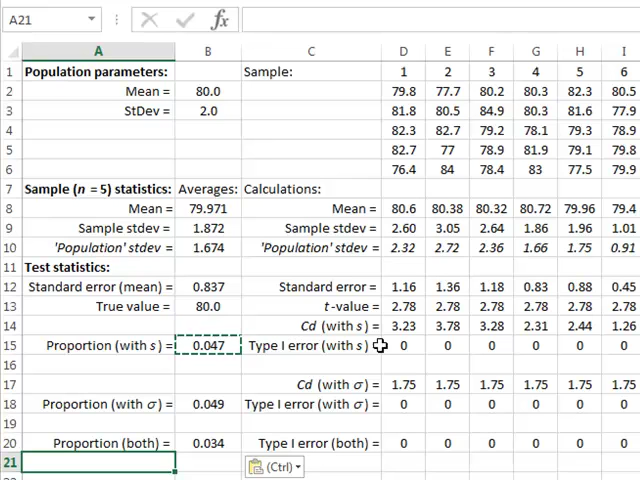 A21
fx
A B C D E F G H I
1 Population parameters: Sample: 1 2 3 4 5 6
2 Mean = 80.0 79.8 77.7 80.2 80.3 82.3 80.5
3 StDev = 2.0 81.8 80.5 84.9 80.3 81.6 77.9
4 82.3 82.7 79.2 78.1 79.3 78.9
5 82.7 77 78.9 81.9 79.1 79.8
6 76.4 84 78.4 83 77.5 79.9
7 Sample (n = 5) statistics: Averages: Calculations:
8 Mean = 79.971 Mean = 80.6 80.38 80.32 80.72 79.96 79.4
9 Sample stdev = 1.872 Sample stdev = 2.60 3.05 2.64 1.86 1.96 1.01
10 'Population' stdev = 1.674 'Population' stdev = 2.32 2.72 2.36 1.66 1.75 0.91
11 Test statistics:
12 Standard error (mean) = 0.837 Standard error = 1.16 1.36 1.18 0.83 0.88 0.45
13 True value = 80.0 t-value = 2.78 2.78 2.78 2.78 2.78 2.78
14 Cd (with s) = 3.23 3.78 3.28 2.31 2.44 1.26
15 Proportion (with s) = 0.047 Type I error (with s) 0 0 0 0 0 0
16
17 Cd (with σ) = 1.75 1.75 1.75 1.75 1.75 1.75
18 Proportion (with σ) = 0.049 Type I error (with σ) = 0 0 0 0 0 0
19
20 Proportion (both) = 0.034 Type I error (both) = 0 0 0 0 0 0
21 (Ctrl)